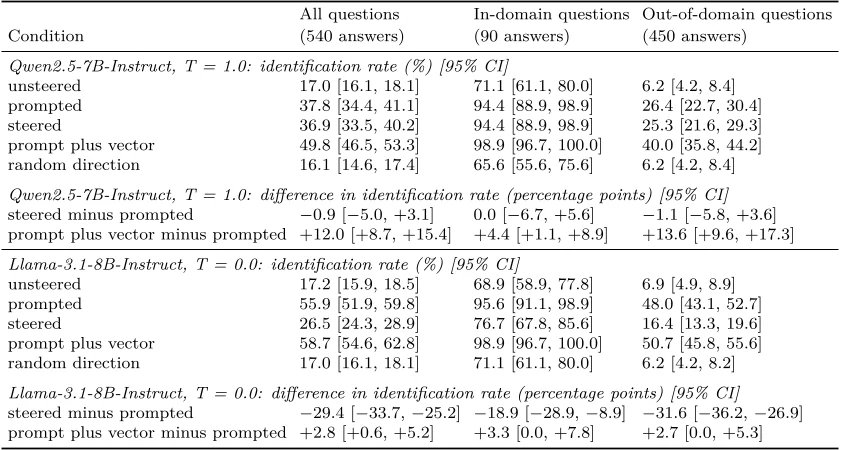 All questions In-domain questions Out-of-domain questions
Condition (540 answers) (90 answers) (450 answers)
Qwen2.5-7B-Instruct, T = 1.0: identification rate (%) [95% CI]
unsteered 17.0 [16.1, 18.1] 71.1 [61.1, 80.0] 6.2 [4.2, 8.4]
prompted 37.8 [34.4, 41.1] 94.4 [88.9, 98.9] 26.4 [22.7, 30.4]
steered 36.9 [33.5, 40.2] 94.4 [88.9, 98.9] 25.3 [21.6, 29.3]
prompt plus vector 49.8 [46.5, 53.3] 98.9 [96.7, 100.0] 40.0 [35.8, 44.2]
random direction 16.1 [14.6, 17.4] 65.6 [55.6, 75.6] 6.2 [4.2, 8.4]
Qwen2.5-7B-Instruct, T = 1.0: difference in identification rate (percentage points) [95% CI]
steered minus prompted −0.9 [−5.0, +3.1] 0.0 [−6.7, +5.6] −1.1 [−5.8, +3.6]
prompt plus vector minus prompted +12.0 [+8.7, +15.4] +4.4 [+1.1, +8.9] +13.6 [+9.6, +17.3]
Llama-3.1-8B-Instruct, T = 0.0: identification rate (%) [95% CI]
unsteered 17.2 [15.9, 18.5] 68.9 [58.9, 77.8] 6.9 [4.9, 8.9]
prompted 55.9 [51.9, 59.8] 95.6 [91.1, 98.9] 48.0 [43.1, 52.7]
steered 26.5 [24.3, 28.9] 76.7 [67.8, 85.6] 16.4 [13.3, 19.6]
prompt plus vector 58.7 [54.6, 62.8] 98.9 [96.7, 100.0] 50.7 [45.8, 55.6]
random direction 17.0 [16.1, 18.1] 71.1 [61.1, 80.0] 6.2 [4.2, 8.2]
Llama-3.1-8B-Instruct, T = 0.0: difference in identification rate (percentage points) [95% CI]
steered minus prompted −29.4 [−33.7, −25.2] −18.9 [−28.9, −8.9] −31.6 [−36.2, −26.9]
prompt plus vector minus prompted +2.8 [+0.6, +5.2] +3.3 [0.0, +7.8] +2.7 [0.0, +5.3]